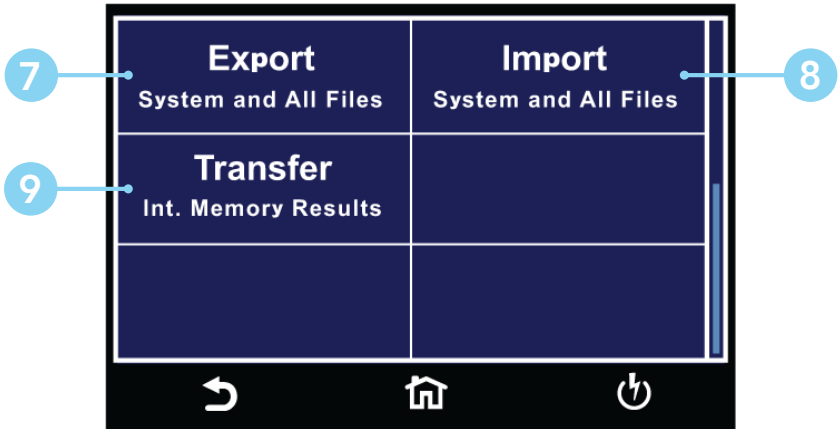 7
Export
System and All Files
Import
System and All Files
8
9
Transfer
Int. Memory Results